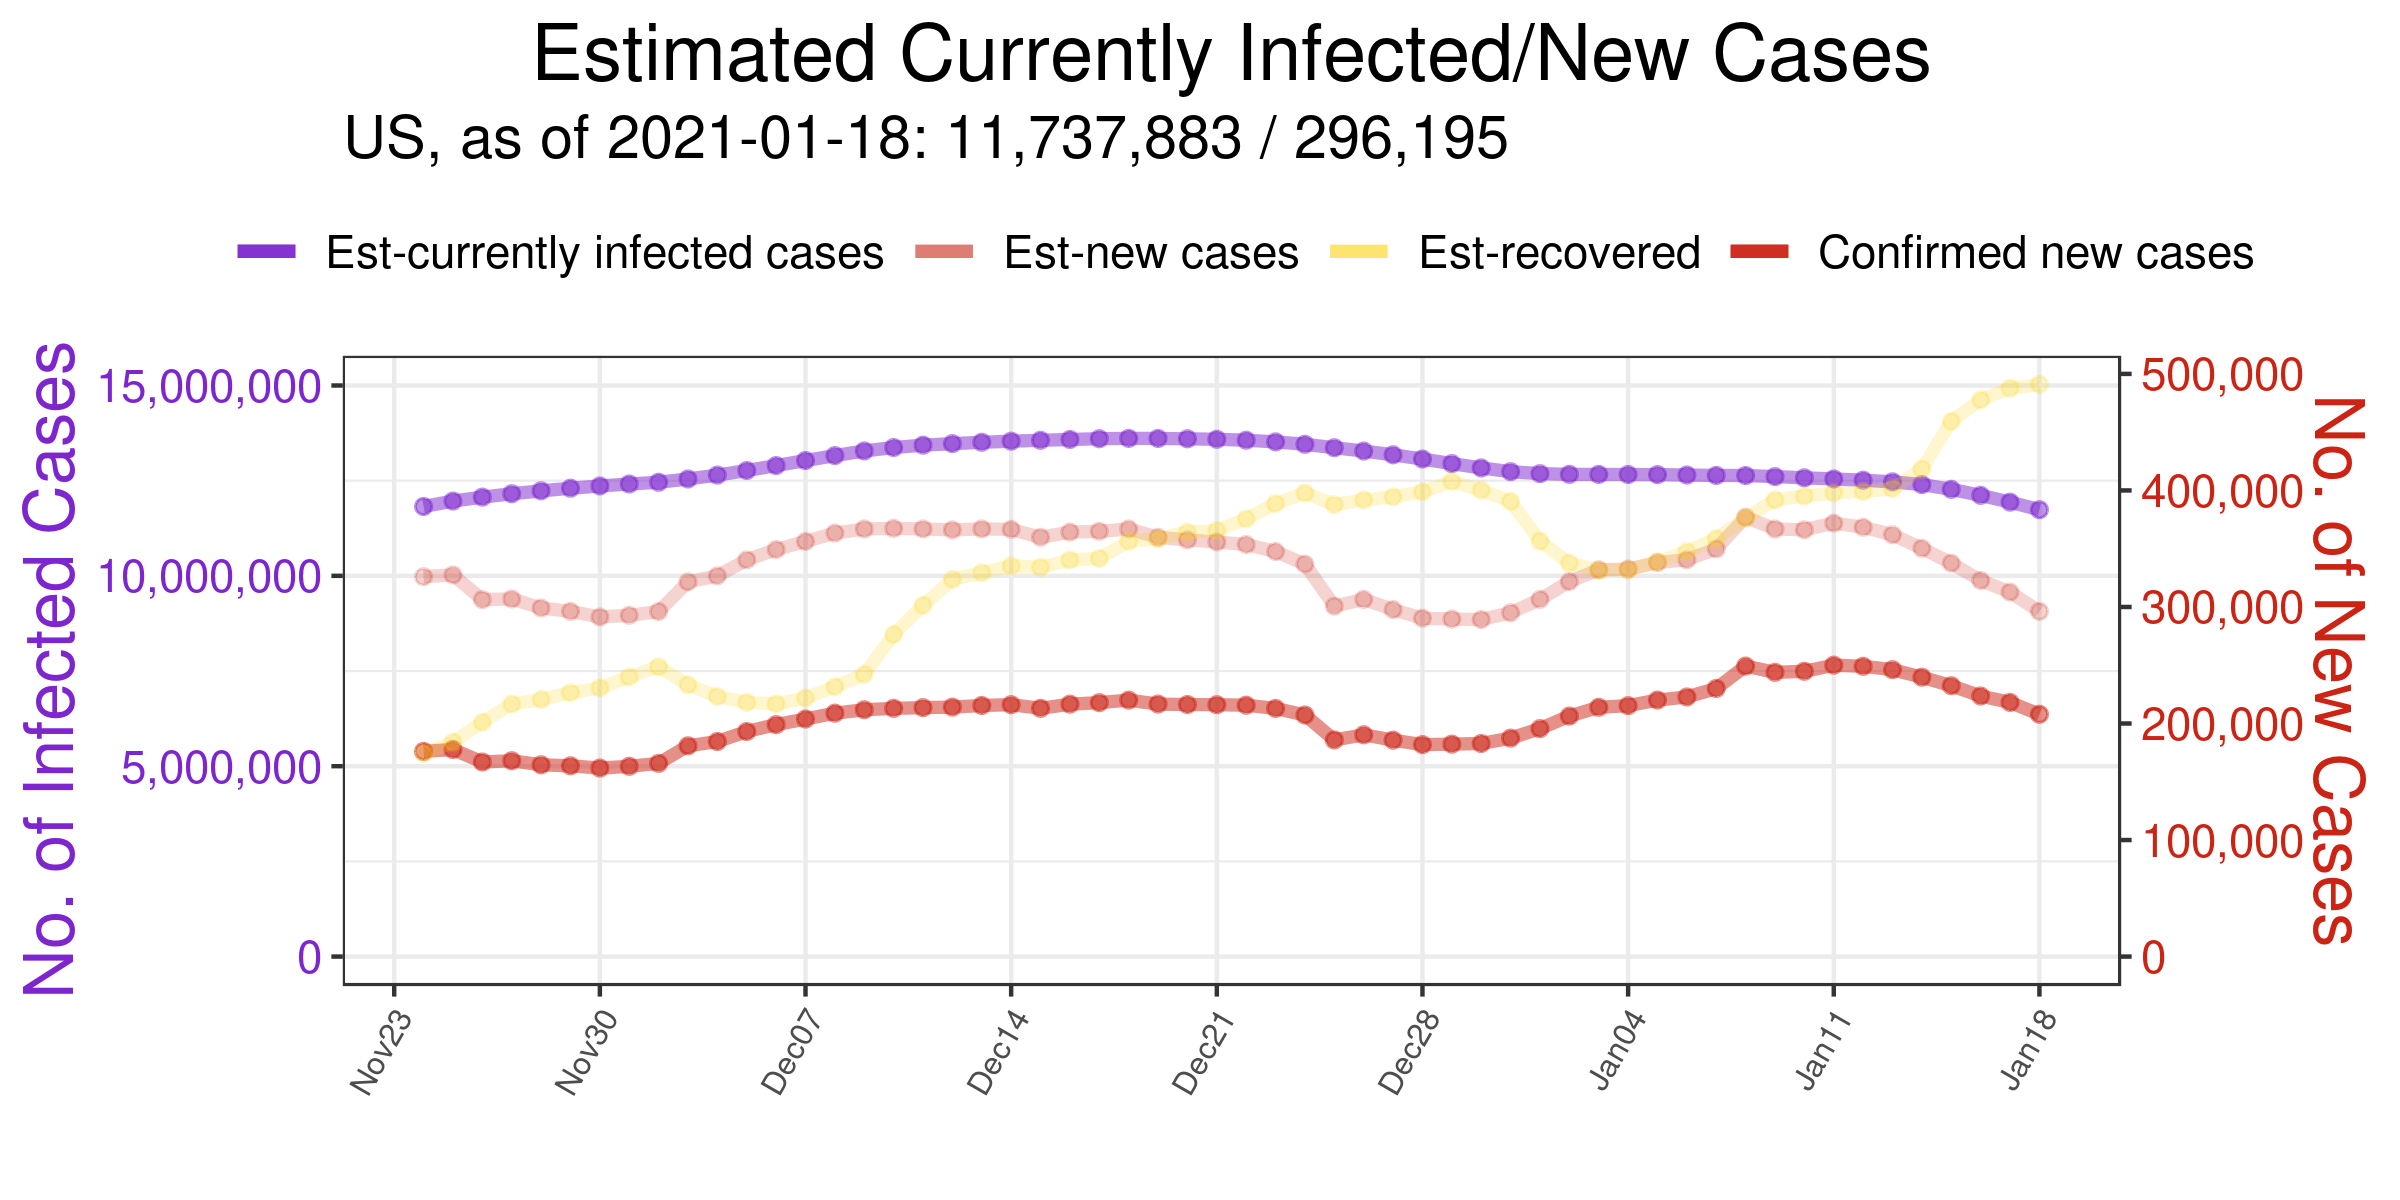 Estimated Currently Infected/New Cases
US, as of 2021-01-18: 11,737,883 / 296,195
Est-currently infected cases Est-new cases Est-recovered Confirmed new cases
No. of Infected Cases
15,000,000
10,000,000
5,000,000
0
500,000
400,000
300,000
200,000
100,000
0
No. of New Cases
Nov23 Nov30 Dec07 Dec14 Dec21 Dec28 Jan04 Jan11 Jan18